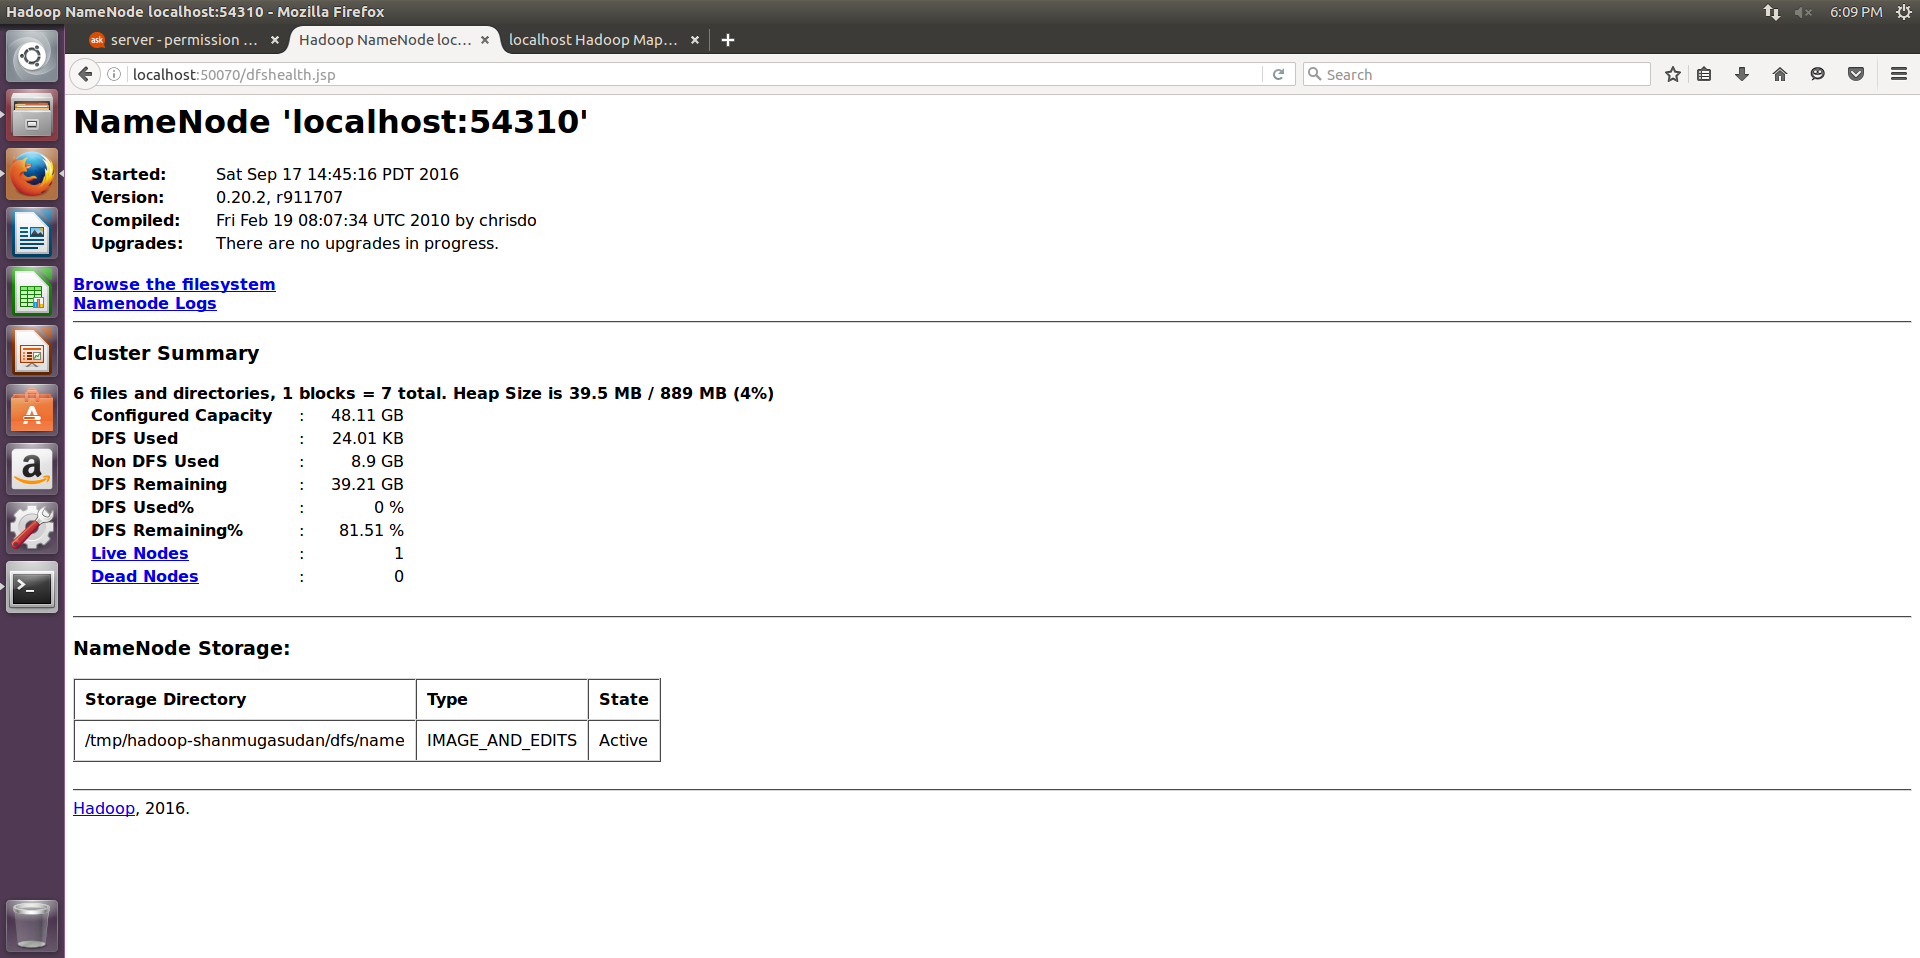 Hadoop NameNode localhost:54310 - Mozilla Firefox
6:09 PM
ask server - permission ...
Hadoop NameNode loc...
localhost Hadoop Map...
localhost:50070/dfshealth.jsp
Search
NameNode 'localhost:54310'
Started: Sat Sep 17 14:45:16 PDT 2016
Version: 0.20.2, r911707
Compiled: Fri Feb 19 08:07:34 UTC 2010 by chrisdo
Upgrades: There are no upgrades in progress.
Browse the filesystem
Namenode Logs
Cluster Summary
6 files and directories, 1 blocks = 7 total. Heap Size is 39.5 MB / 889 MB (4%)
Configured Capacity : 48.11 GB
DFS Used : 24.01 KB
Non DFS Used : 8.9 GB
DFS Remaining : 39.21 GB
DFS Used% : 0 %
DFS Remaining% : 81.51 %
Live Nodes : 1
Dead Nodes : 0
NameNode Storage:
Storage Directory Type State
/tmp/hadoop-shanmugasudan/dfs/name IMAGE_AND_EDITS Active
Hadoop, 2016.